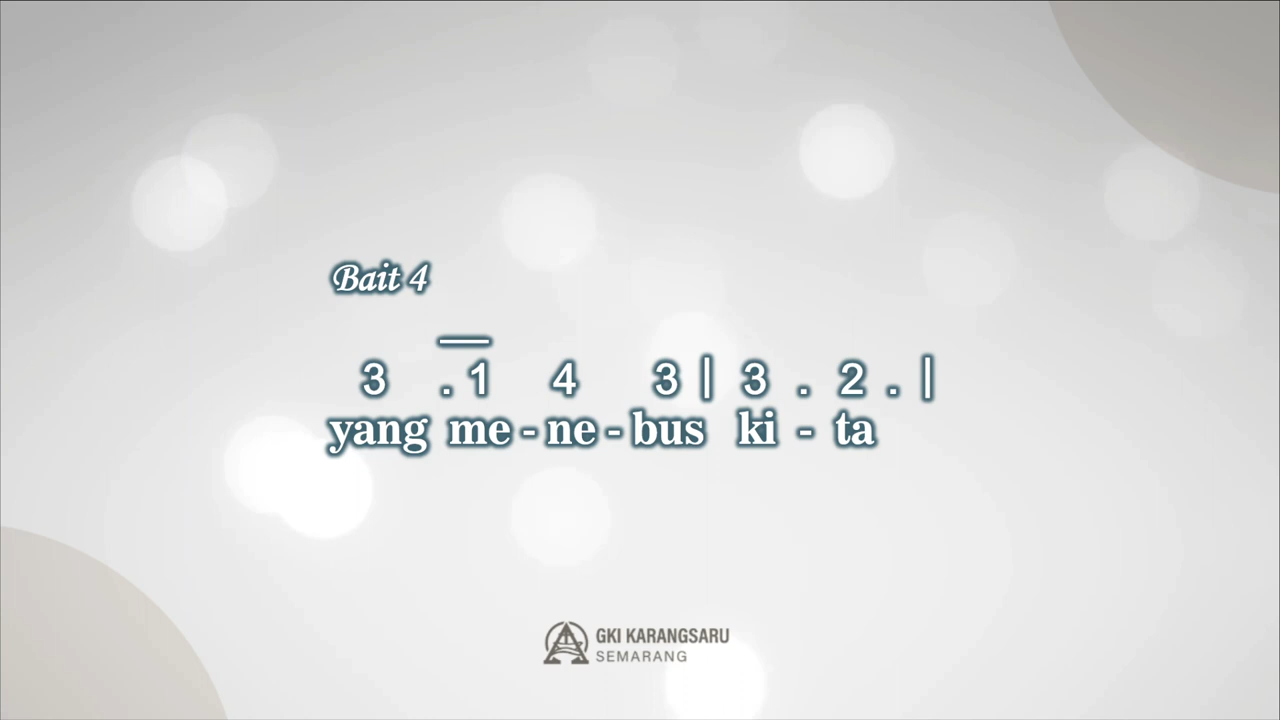 Bait 4
3 . 1 4 3 | 3 . 2 . |
yang me - ne - bus ki - ta
GKI KARANGSARU
SEMARANG